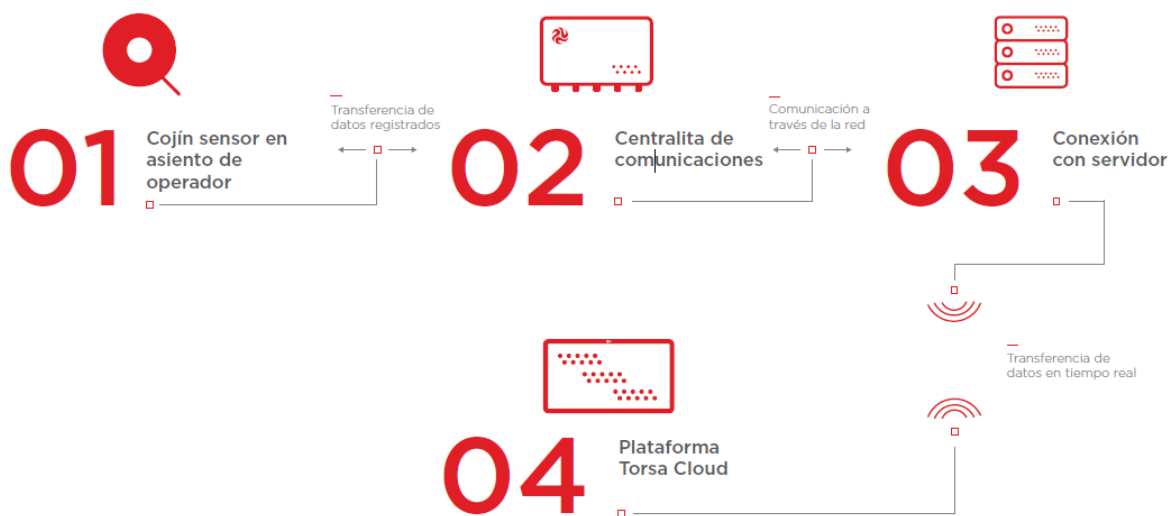 01
Cojín sensor en
asiento de
operador
Transferencia de
datos registrados
02
Centralita de
comunicaciones
Comunicación a
través de la red
03
Conexión
con servidor
Transferencia de
datos en tiempo real
04
Plataforma
Torsa Cloud